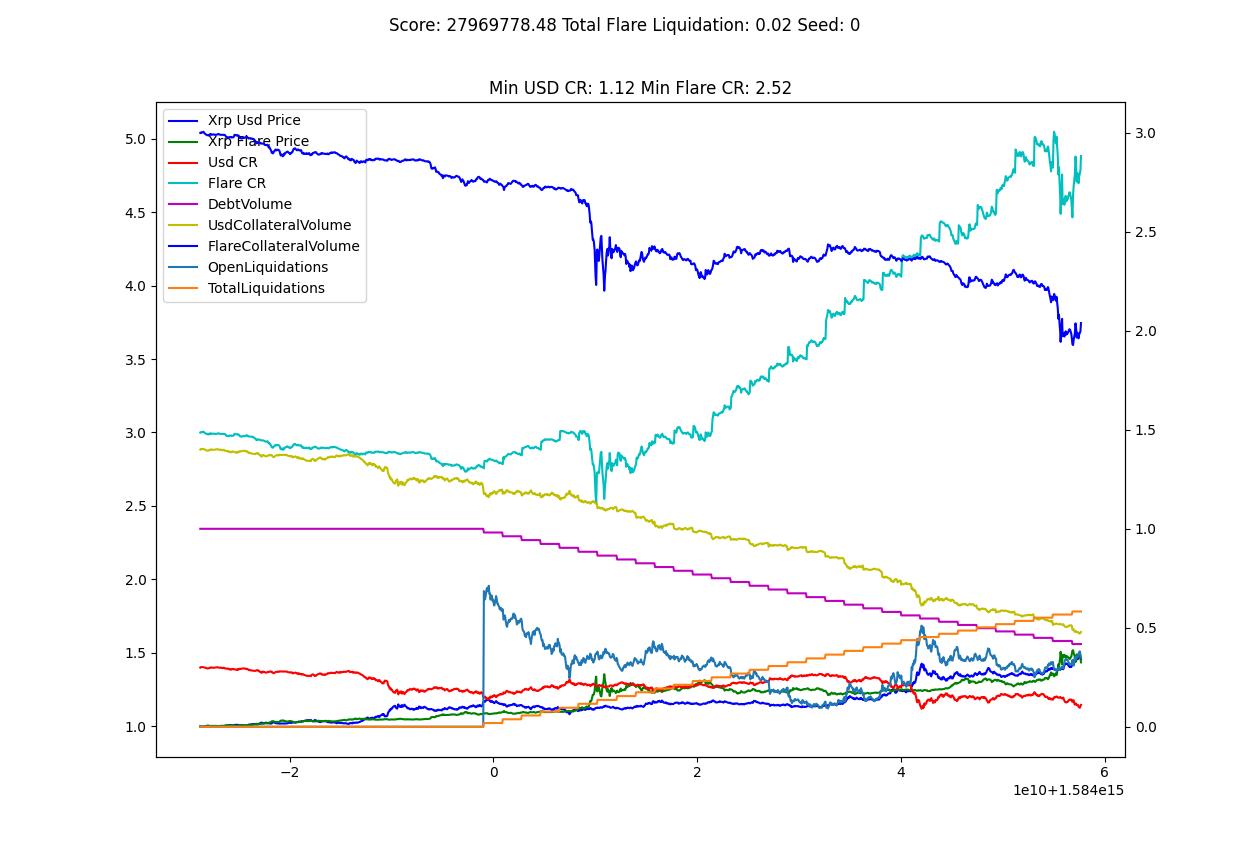 Score: 27969778.48 Total Flare Liquidation: 0.02 Seed: 0
Min USD CR: 1.12 Min Flare CR: 2.52
Xrp Usd Price
Xrp Flare Price
Usd CR
Flare CR
DebtVolume
UsdCollateralVolume
FlareCollateralVolume
OpenLiquidations
TotalLiquidations
5.0
4.5
4.0
3.5
3.0
2.5
2.0
1.5
1.0
3.0
2.5
2.0
1.5
1.0
0.5
0.0
−2
0
2
4
6
1e10+1.584e15